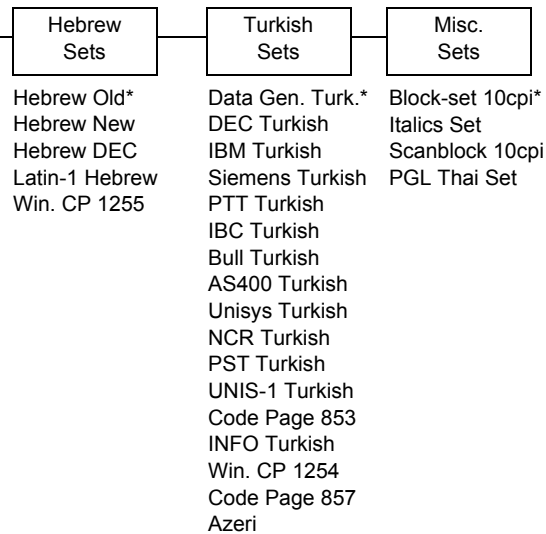 Hebrew
Sets
Hebrew Old*
Hebrew New
Hebrew DEC
Latin-1 Hebrew
Win. CP 1255
Turkish
Sets
Data Gen. Turk.*
DEC Turkish
IBM Turkish
Siemens Turkish
PTT Turkish
IBC Turkish
Bull Turkish
AS400 Turkish
Unisys Turkish
NCR Turkish
PST Turkish
UNIS-1 Turkish
Code Page 853
INFO Turkish
Win. CP 1254
Code Page 857
Azeri
Misc.
Sets
Block-set 10cpi*
Italics Set
Scanblock 10cpi
PGL Thai Set